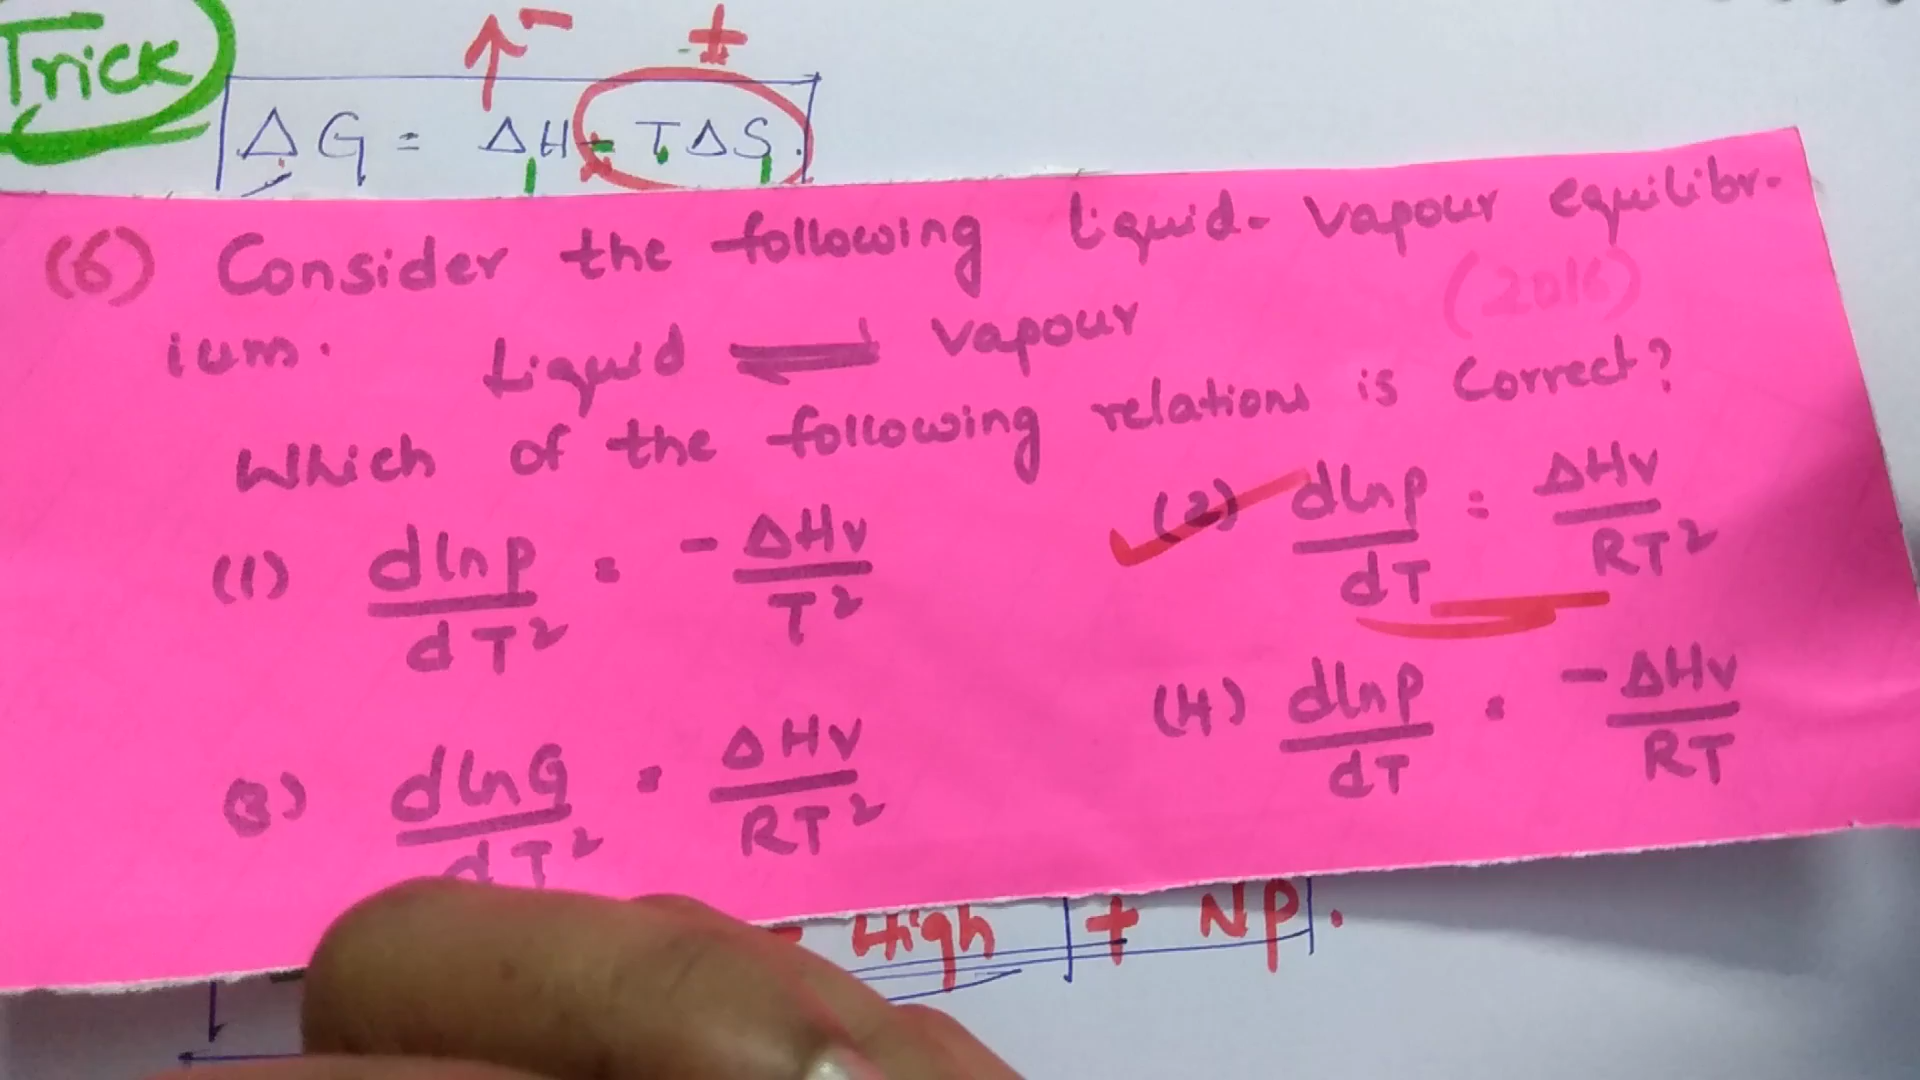 Trick
↑ - +
ΔG = ΔH - TΔS.
(6) Consider the following liquid- vapour equilibr-
(2016)
ium. Liquid ⇌ vapour
Which of the following relations is correct?
(1) dlnp/dT² = - ΔHv/T² (2) dlnp/dT = ΔHv/RT²
(3) dlnG/dT² = ΔHv/RT² (4) dlnp/dT = -ΔHv/RT
- High + NP.